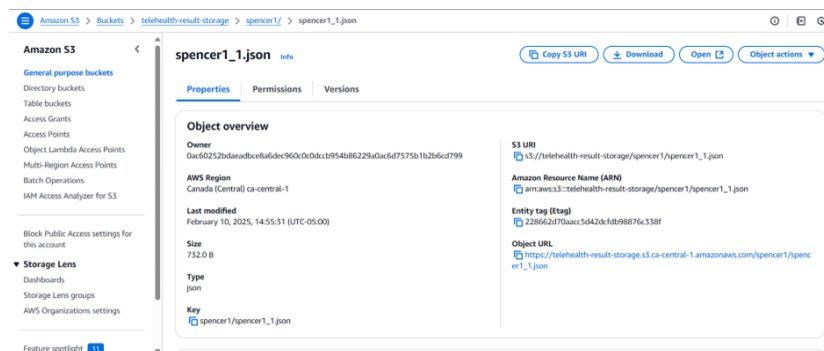 Amazon S3 > Buckets > telehealth-result-storage > spencer1/ > spencer1_1.json
Amazon S3
General purpose buckets
Directory buckets
Table buckets
Access Grants
Access Points
Object Lambda Access Points
Multi-Region Access Points
Batch Operations
IAM Access Analyzer for S3
Block Public Access settings for
this account
Storage Lens
Dashboards
Storage Lens groups
AWS Organizations settings
Feature spotlight 11
spencer1_1.json Info
Copy S3 URI Download Open Object actions
Properties Permissions Versions
Object overview
Owner
0ac60252bdaeadbce8a6dec960c0c0dccb954b86229a0ac6d7575b1b2b6cd799
AWS Region
Canada (Central) ca-central-1
Last modified
February 10, 2025, 14:55:31 (UTC-05:00)
Size
732.0 B
Type
json
Key
spencer1/spencer1_1.json
S3 URI
s3://telehealth-result-storage/spencer1/spencer1_1.json
Amazon Resource Name (ARN)
arn:aws:s3:::telehealth-result-storage/spencer1/spencer1_1.json
Entity tag (Etag)
228662d70aacc5d42dcfdb98876c338f
Object URL
https://telehealth-result-storage.s3.ca-central-1.amazonaws.com/spencer1/spenc
er1_1.json